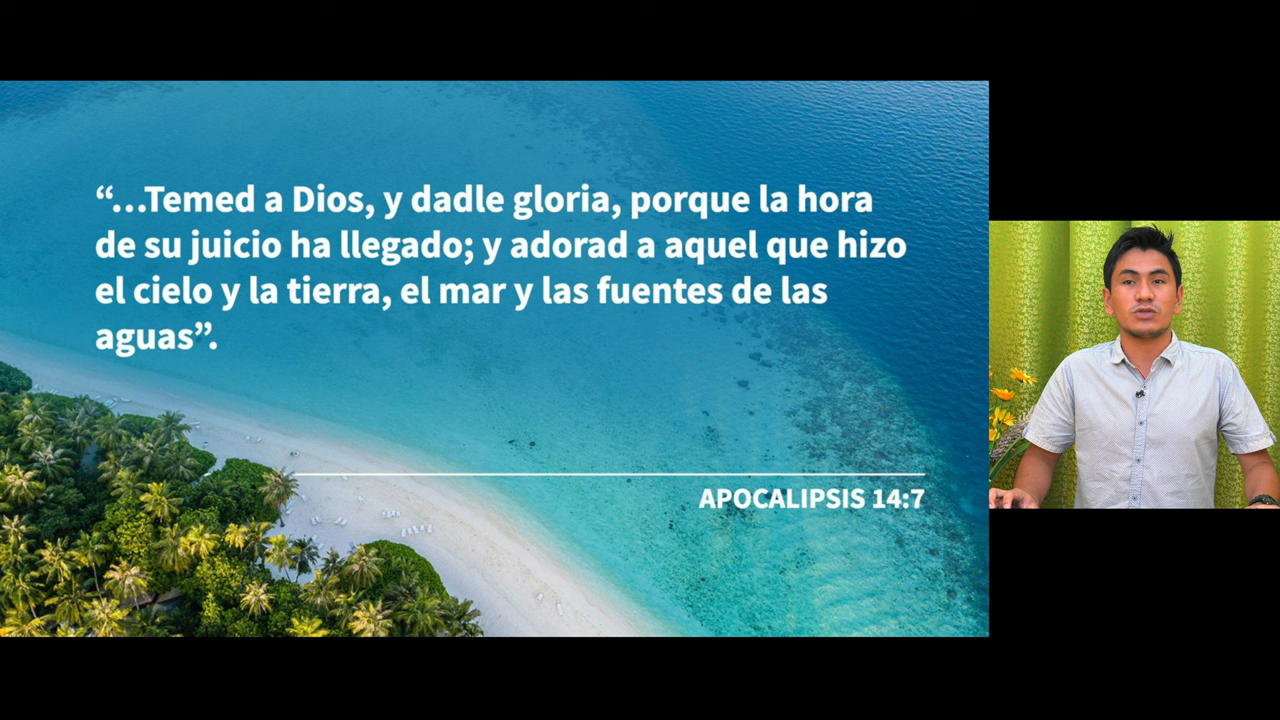 “...Temed a Dios, y dadle gloria, porque la hora
de su juicio ha llegado; y adorad a aquel que hizo
el cielo y la tierra, el mar y las fuentes de las
aguas”.
APOCALIPSIS 14:7